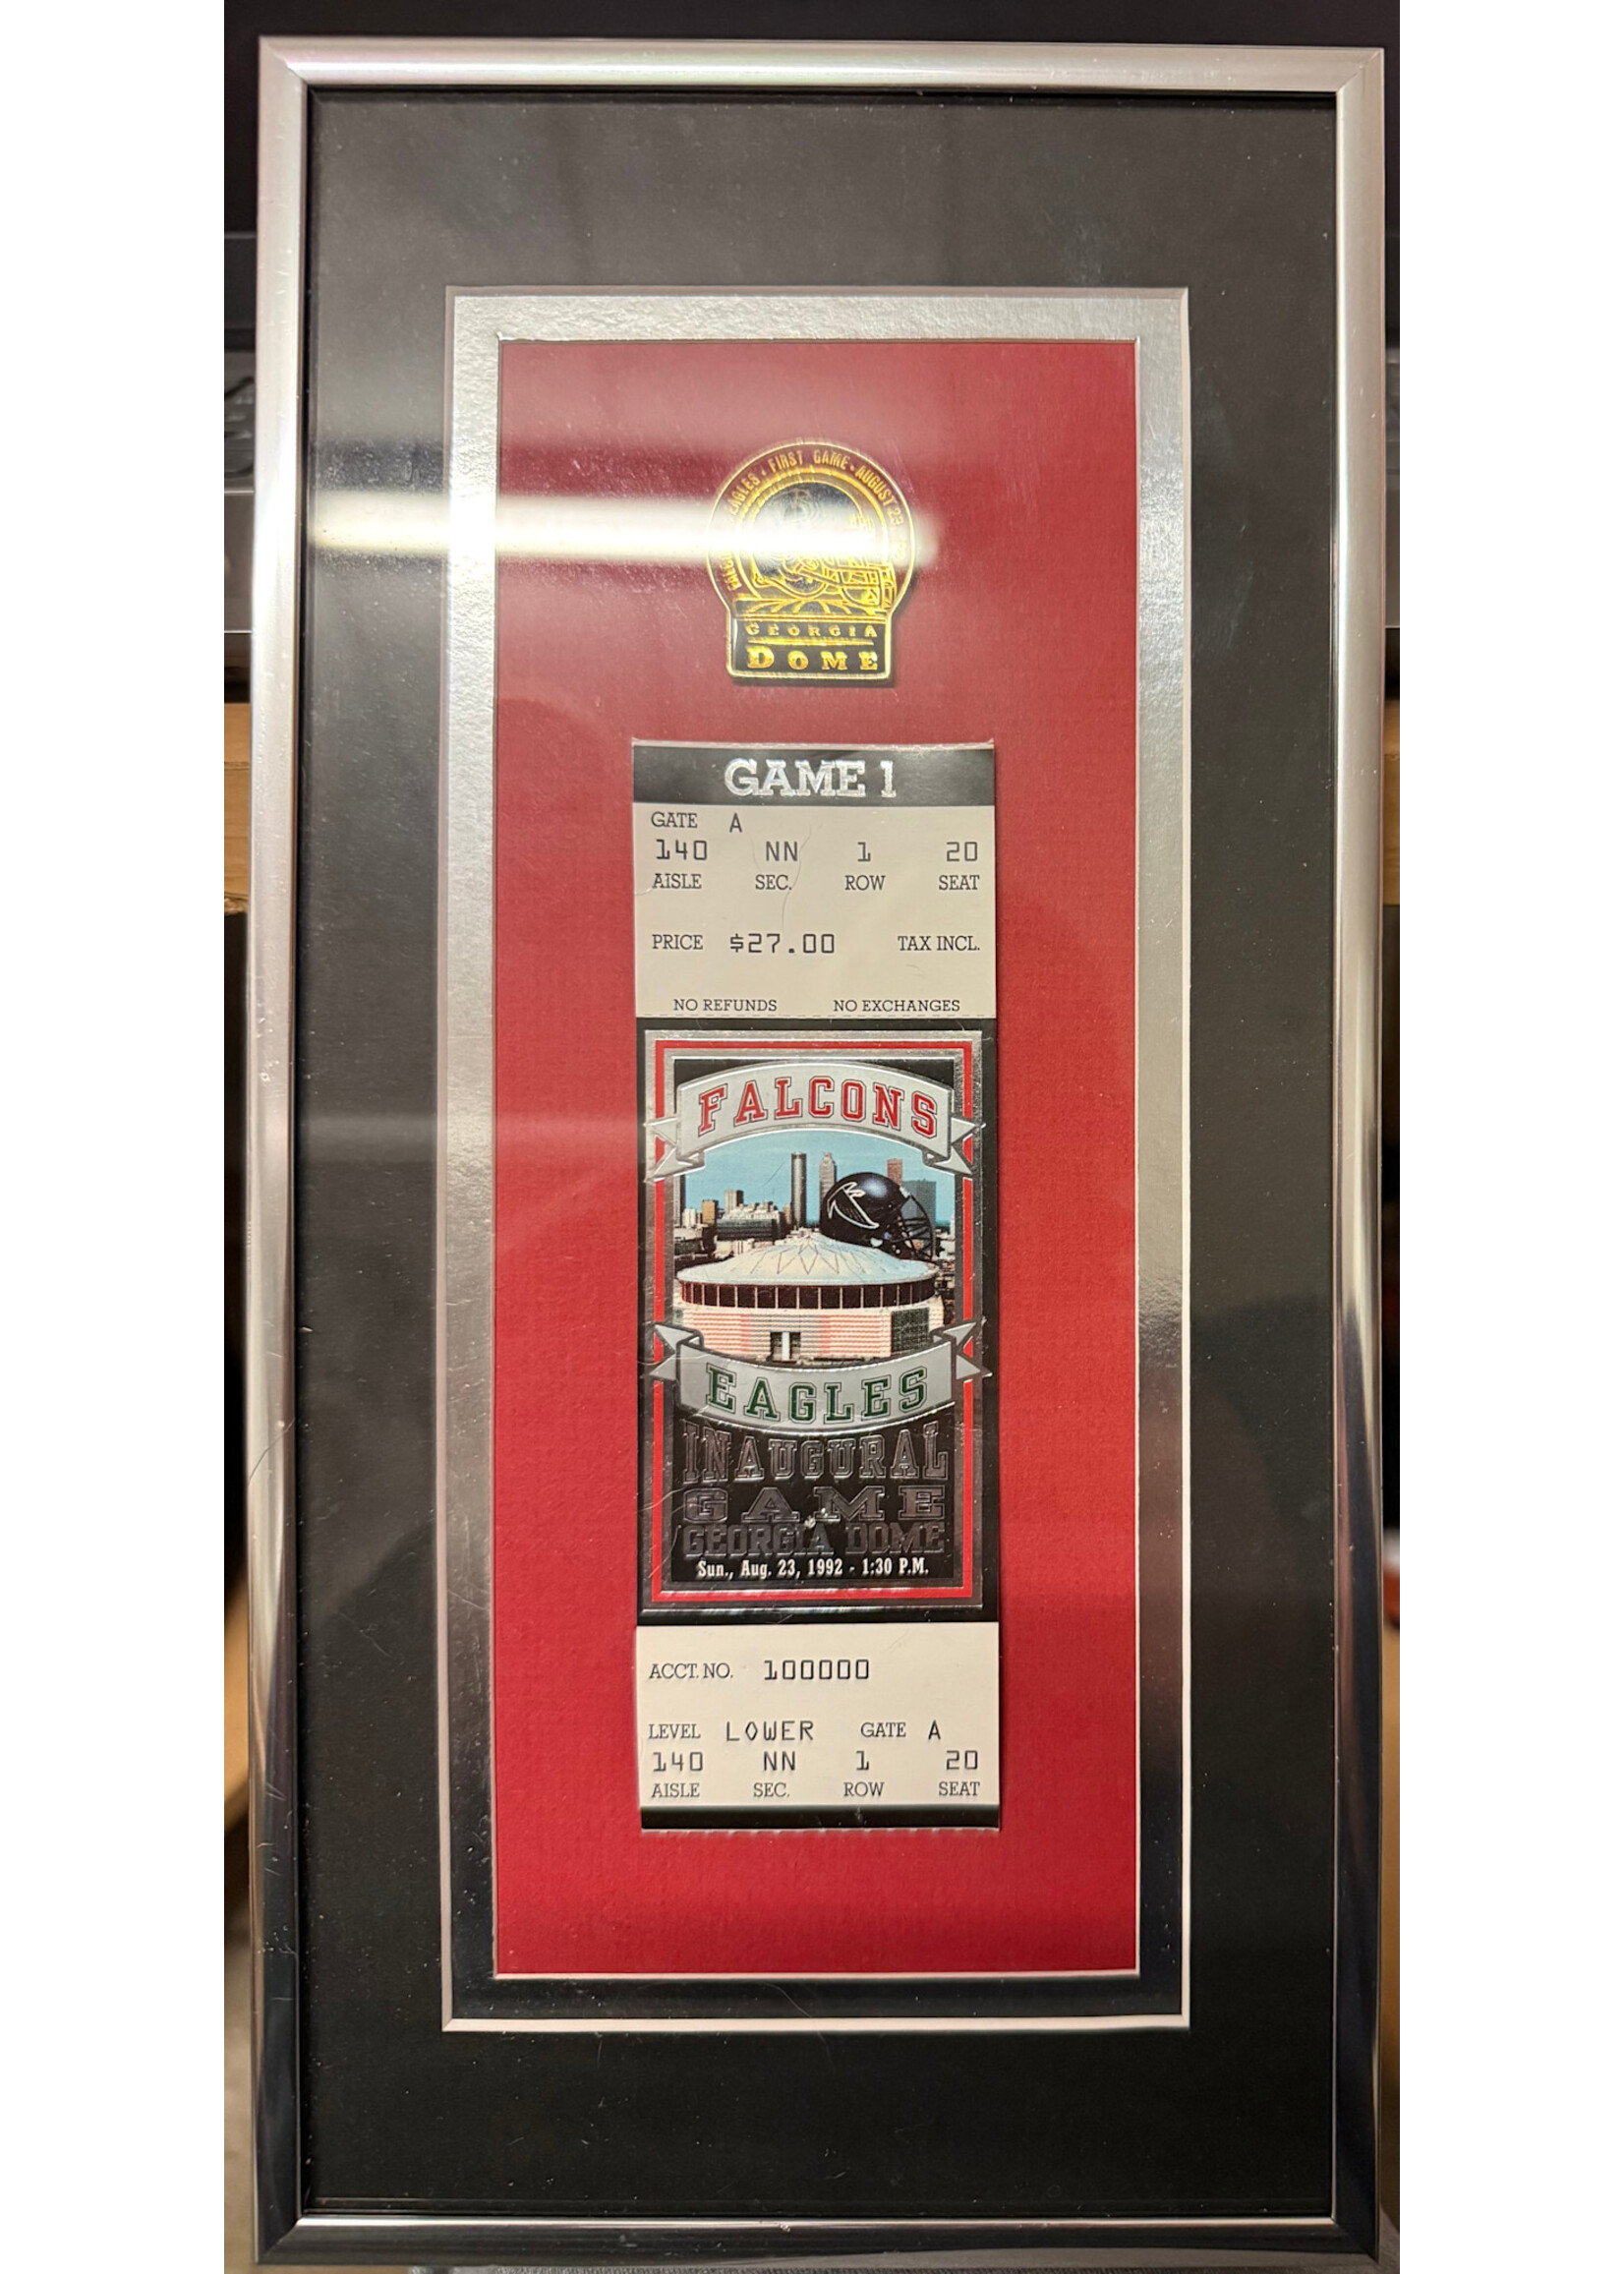 EAGLES • FIRST GAME • AUGUST 23
GEORGIA
DOME
GAME 1
GATE A
140 NN 1 20
AISLE SEC. ROW SEAT
PRICE $27.00 TAX INCL.
NO REFUNDS NO EXCHANGES
FALCONS
EAGLES
INAUGURAL
GAME
GEORGIA DOME
Sun., Aug. 23, 1992 - 1:30 P.M.
ACCT. NO. 100000
LEVEL LOWER GATE A
140 NN 1 20
AISLE SEC. ROW SEAT